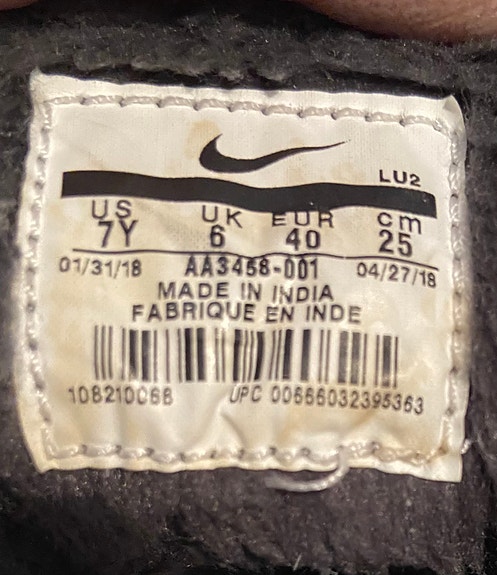 LU2
US UK EUR cm
7Y 6 40 25
01/31/18 AA3458-001 04/27/18
MADE IN INDIA
FABRIQUE EN INDE
108210068 UPC 00666032395363